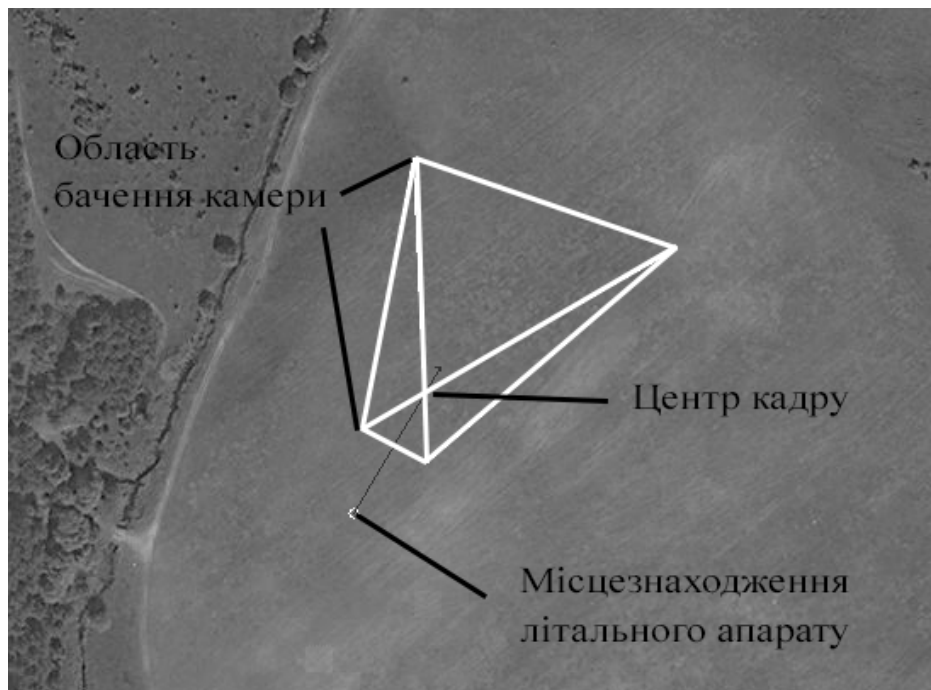 Область
бачення камери
Центр кадру
Місцезнаходження
літального апарату